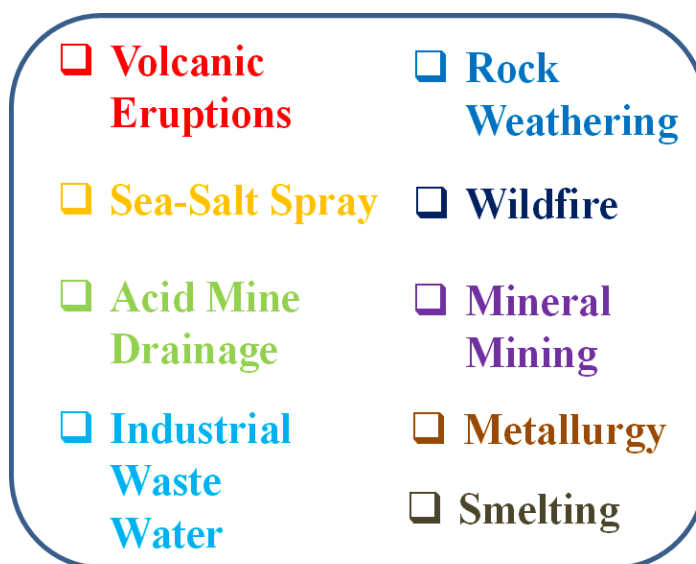 ❑ Volcanic
Eruptions
❑ Sea-Salt Spray
❑ Acid Mine
Drainage
❑ Industrial
Waste
Water
❑ Rock
Weathering
❑ Wildfire
❑ Mineral
Mining
❑ Metallurgy
❑ Smelting